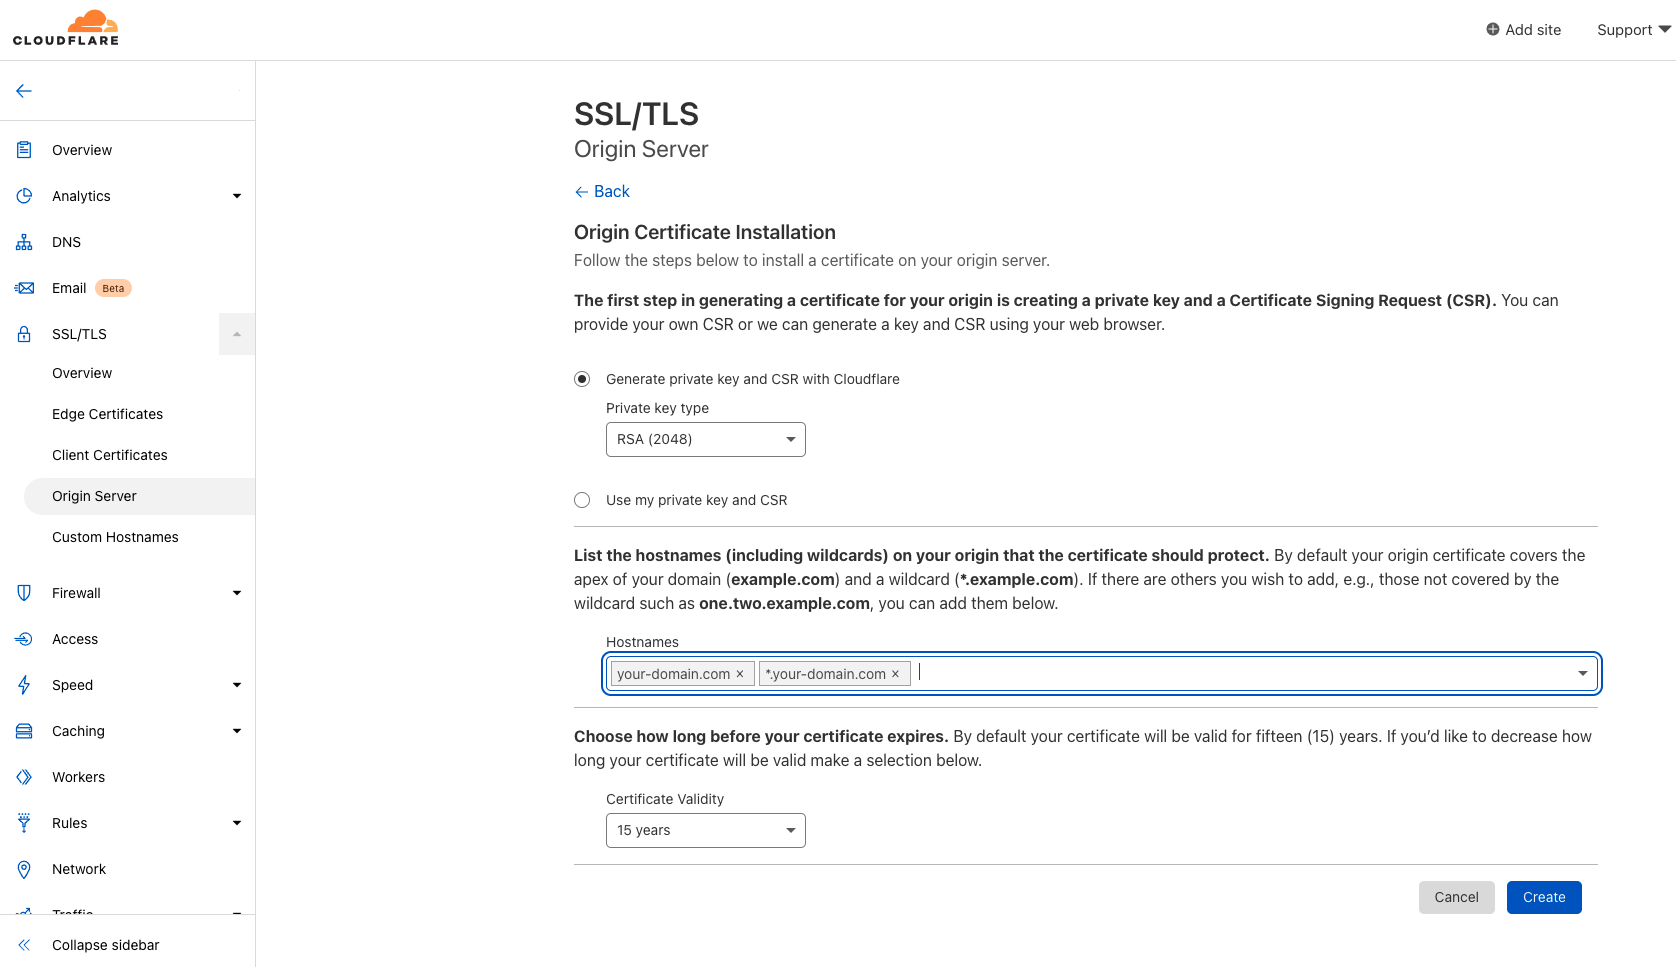 CLOUDFLARE
Add site
Support
Overview
Analytics
DNS
Email Beta
SSL/TLS
Overview
Edge Certificates
Client Certificates
Origin Server
Custom Hostnames
Firewall
Access
Speed
Caching
Workers
Rules
Network
Traffic
Collapse sidebar
SSL/TLS
Origin Server
← Back
Origin Certificate Installation
Follow the steps below to install a certificate on your origin server.
The first step in generating a certificate for your origin is creating a private key and a Certificate Signing Request (CSR). You can
provide your own CSR or we can generate a key and CSR using your web browser.
Generate private key and CSR with Cloudflare
Private key type
RSA (2048)
Use my private key and CSR
List the hostnames (including wildcards) on your origin that the certificate should protect. By default your origin certificate covers the
apex of your domain (example.com) and a wildcard (*.example.com). If there are others you wish to add, e.g., those not covered by the
wildcard such as one.two.example.com, you can add them below.
Hostnames
your-domain.com × *.your-domain.com ×
Choose how long before your certificate expires. By default your certificate will be valid for fifteen (15) years. If you’d like to decrease how
long your certificate will be valid make a selection below.
Certificate Validity
15 years
Cancel
Create